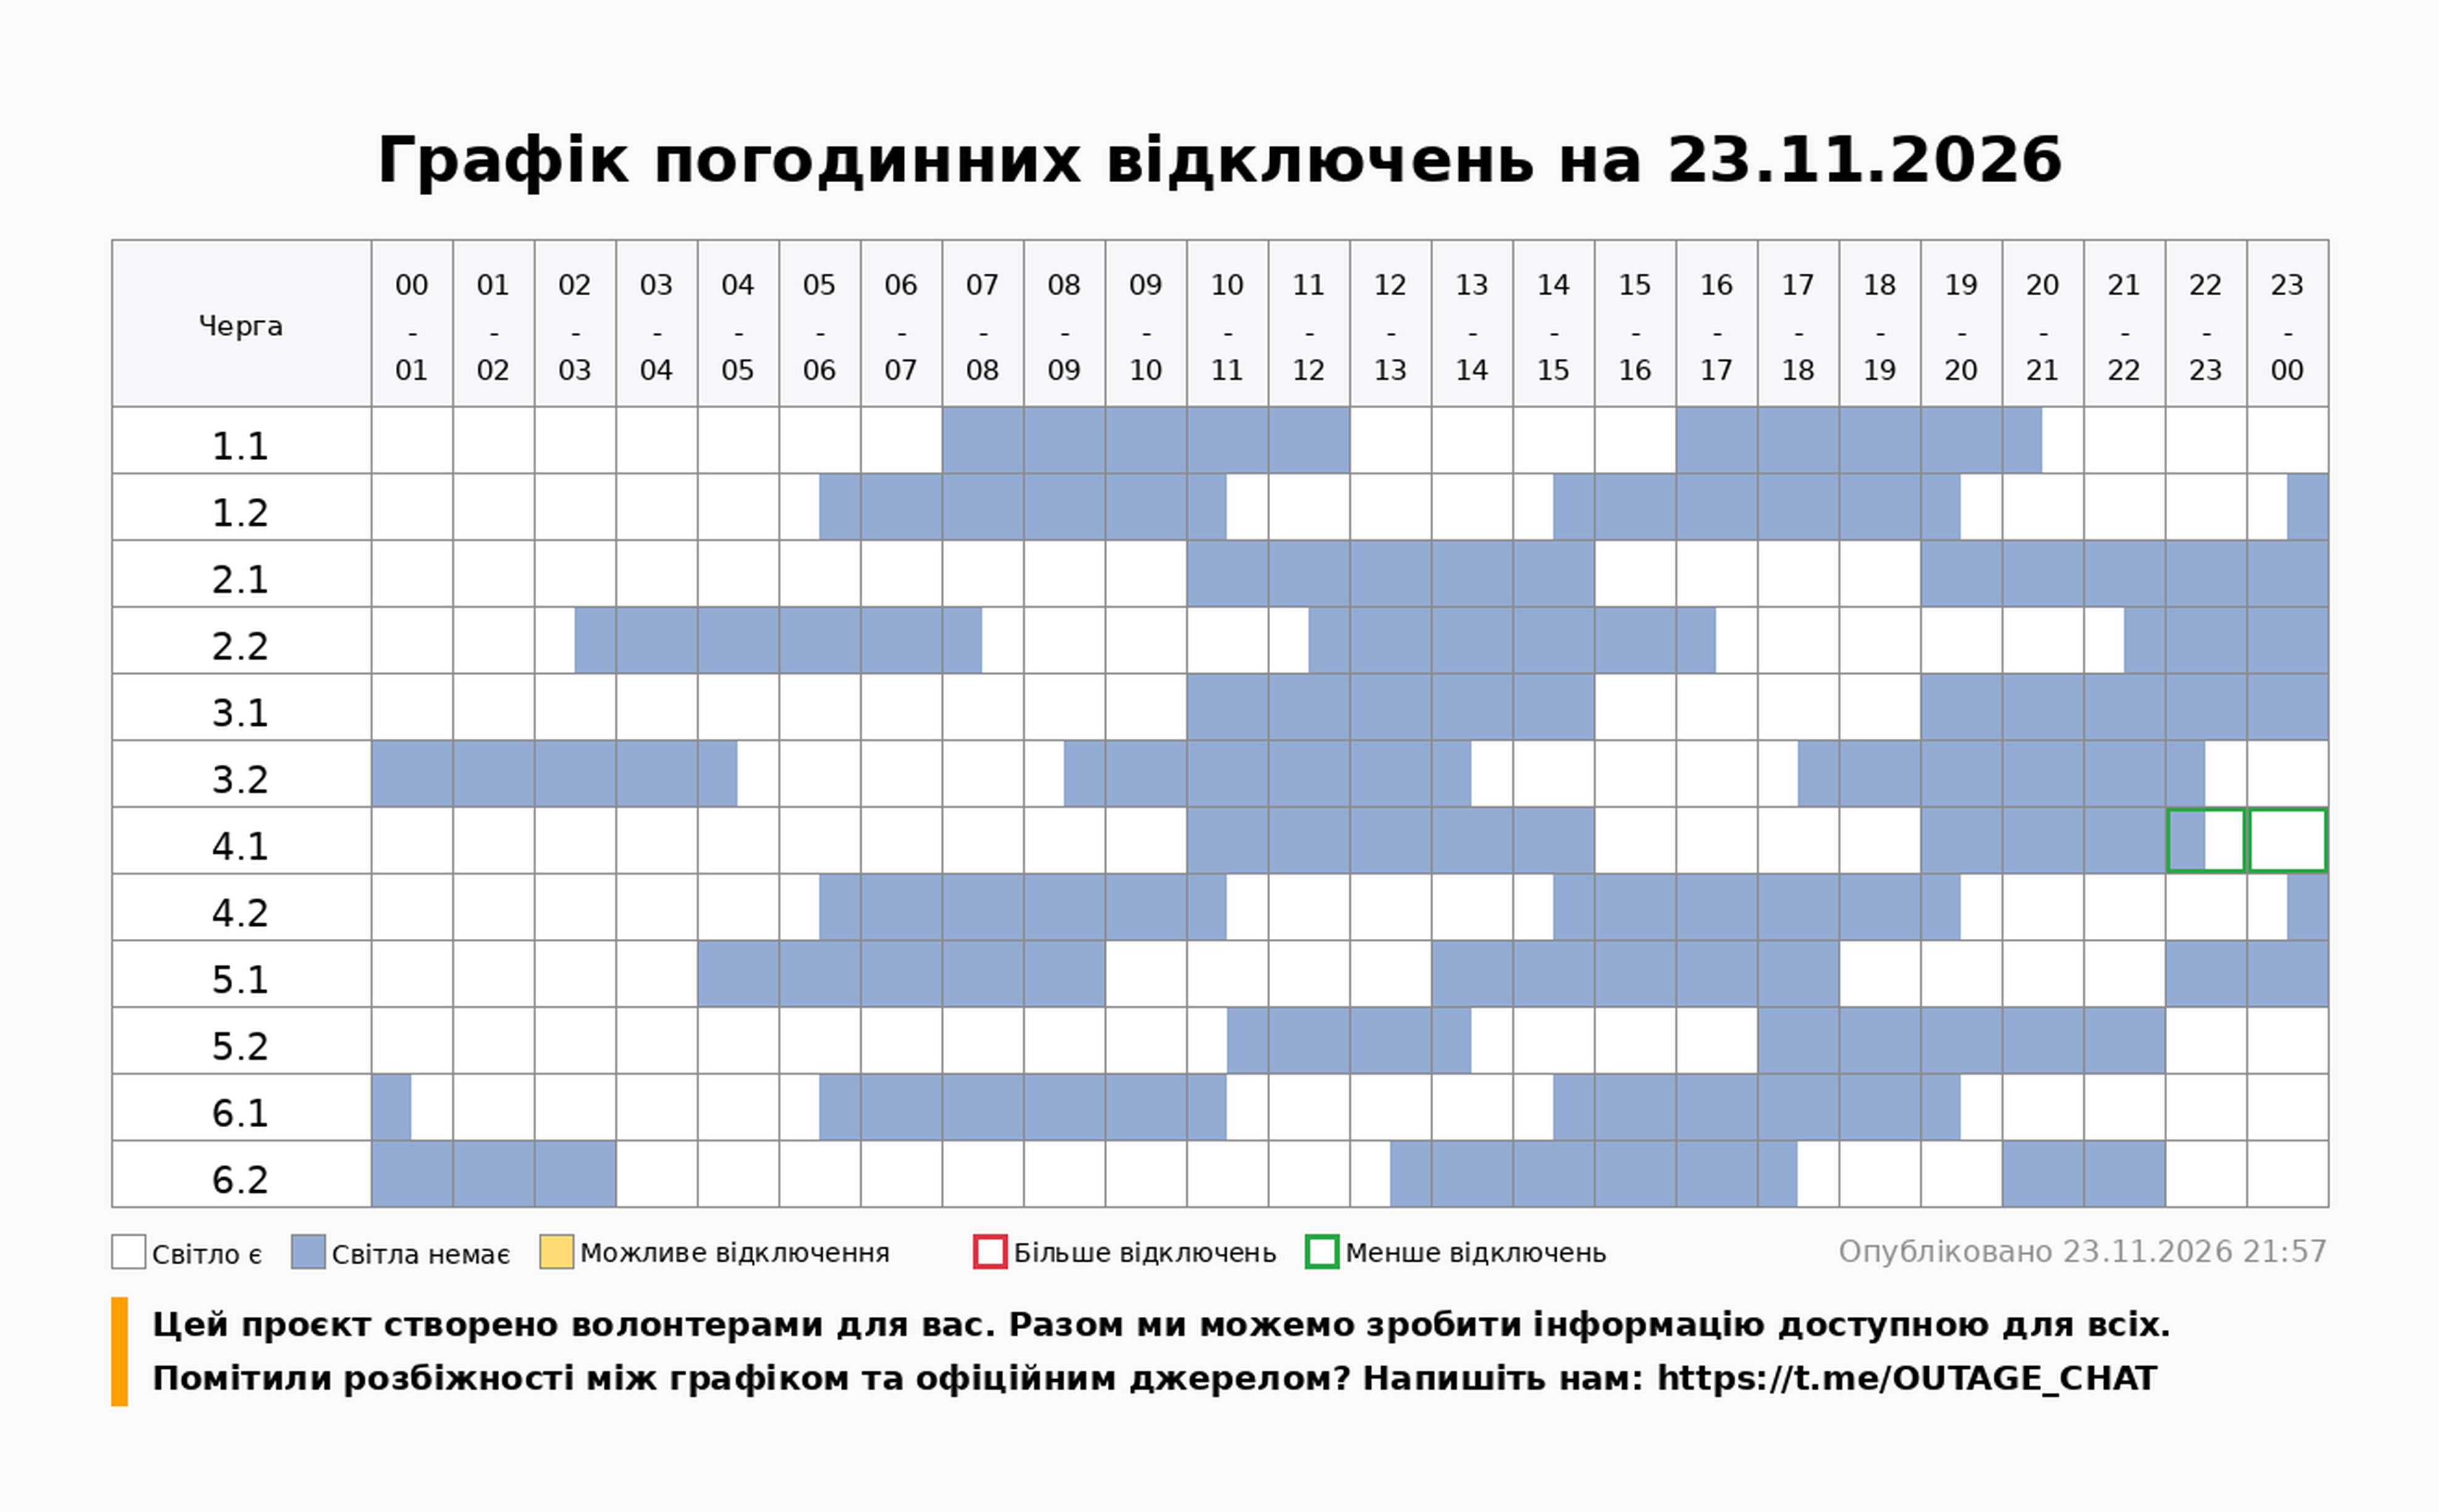 Графік погодинних відключень на 23.11.2026
Черга 00 - 01 01 - 02 02 - 03 03 - 04 04 - 05 05 - 06 06 - 07 07 - 08 08 - 09 09 - 10 10 - 11 11 - 12 12 - 13 13 - 14 14 - 15 15 - 16 16 - 17 17 - 18 18 - 19 19 - 20 20 - 21 21 - 22 22 - 23 23 - 00
1.1
1.2
2.1
2.2
3.1
3.2
4.1
4.2
5.1
5.2
6.1
6.2
Світло є Світла немає Можливе відключення Більше відключень Менше відключень Опубліковано 23.11.2026 21:57
Цей проєкт створено волонтерами для вас. Разом ми можемо зробити інформацію доступною для всіх.
Помітили розбіжності між графіком та офіційним джерелом? Напишіть нам: https://t.me/OUTAGE_CHAT